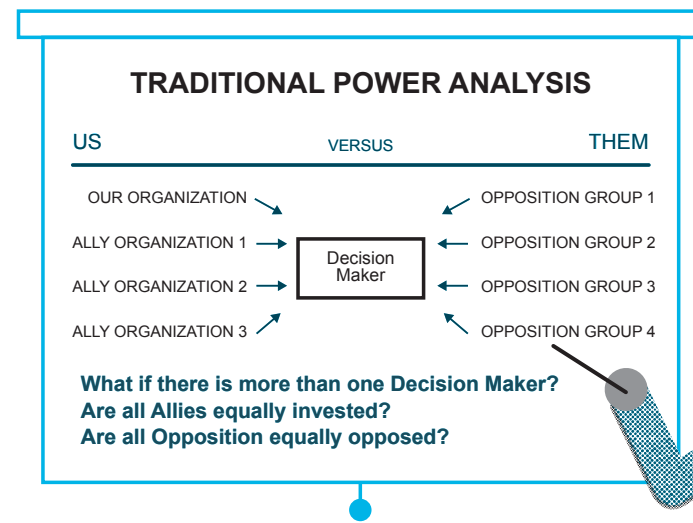 TRADITIONAL POWER ANALYSIS
US VERSUS THEM
OUR ORGANIZATION OPPOSITION GROUP 1
ALLY ORGANIZATION 1 OPPOSITION GROUP 2
Decision
Maker
ALLY ORGANIZATION 2 OPPOSITION GROUP 3
ALLY ORGANIZATION 3 OPPOSITION GROUP 4
What if there is more than one Decision Maker?
Are all Allies equally invested?
Are all Opposition equally opposed?